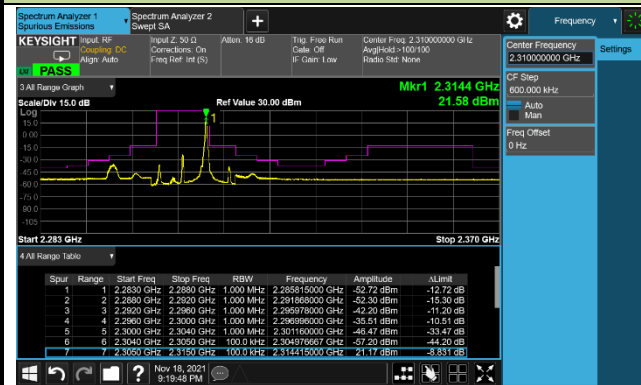 Spectrum Analyzer 1
Spurious Emissions
Spectrum Analyzer 2
Swept SA
Frequency
KEYSIGHT
Input: RF
Coupling: DC
Align: Auto
Input Z: 50 Ω
Corrections: On
Freq Ref: Int (S)
Atten: 16 dB
Trig: Free Run
Gate: Off
IF Gain: Low
Center Freq: 2.310000000 GHz
Avg|Hold:>100/100
Radio Std: None
PASS
Center Frequency
2.310000000 GHz
Settings
CF Step
600.000 kHz
Auto
Man
Freq Offset
0 Hz
3 All Range Graph
Mkr1 2.3144 GHz
Scale/Div 15.0 dB
Ref Value 30.00 dBm
21.58 dBm
Log
15.0
0.00
-15.0
-30.0
-45.0
-60.0
-75.0
-90.0
-105
1
Start 2.283 GHz
Stop 2.370 GHz
4 All Range Table
Spur Range Start Freq Stop Freq RBW Frequency Amplitude ΔLimit
1 1 2.2830 GHz 2.2880 GHz 1.000 MHz 2.285815000 GHz -52.72 dBm -12.72 dB
2 2 2.2880 GHz 2.2920 GHz 1.000 MHz 2.291868000 GHz -52.30 dBm -15.30 dB
3 3 2.2920 GHz 2.2960 GHz 1.000 MHz 2.295978000 GHz -42.20 dBm -11.20 dB
4 4 2.2960 GHz 2.3000 GHz 1.000 MHz 2.296996000 GHz -35.51 dBm -10.51 dB
5 5 2.3000 GHz 2.3040 GHz 1.000 MHz 2.301160000 GHz -46.47 dBm -33.47 dB
6 6 2.3040 GHz 2.3050 GHz 100.0 kHz 2.304976667 GHz -57.20 dBm -44.20 dB
7 7 2.3050 GHz 2.3150 GHz 100.0 kHz 2.314415000 GHz 21.17 dBm -8.831 dB
Nov 18, 2021
9:19:48 PM